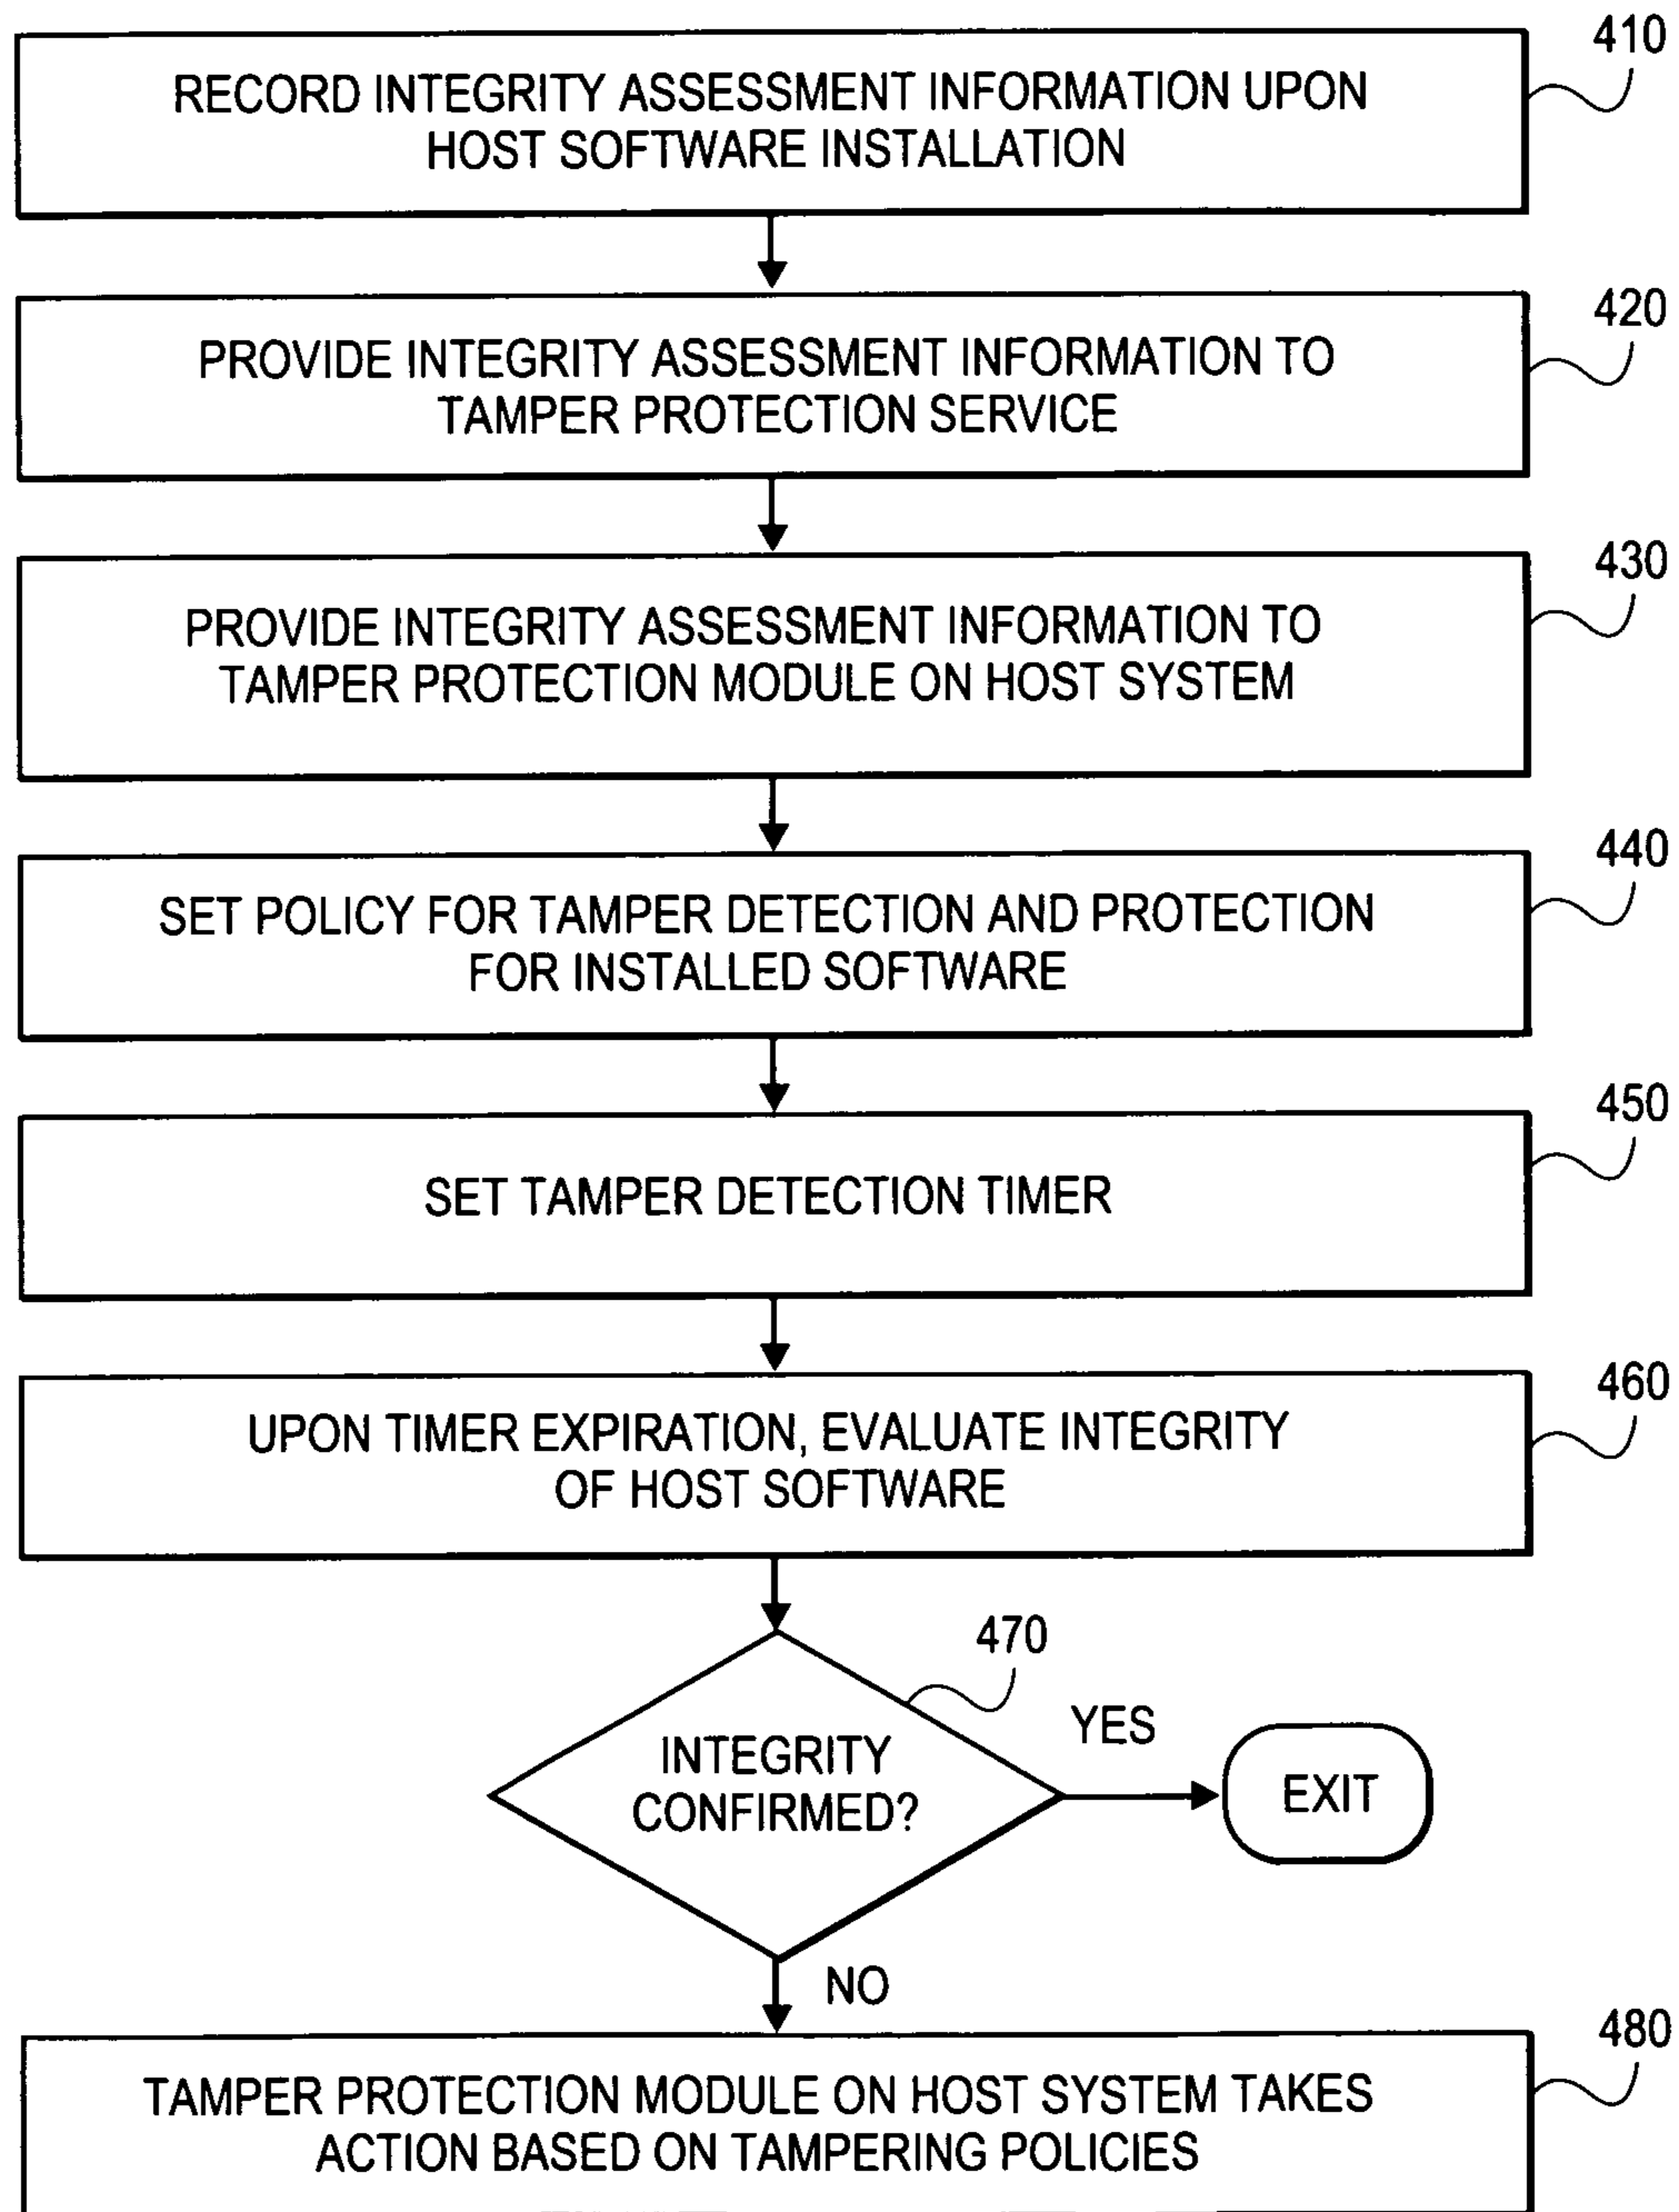 410
RECORD INTEGRITY ASSESSMENT INFORMATION UPON
HOST SOFTWARE INSTALLATION
420
PROVIDE INTEGRITY ASSESSMENT INFORMATION TO
TAMPER PROTECTION SERVICE
430
PROVIDE INTEGRITY ASSESSMENT INFORMATION TO
TAMPER PROTECTION MODULE ON HOST SYSTEM
440
SET POLICY FOR TAMPER DETECTION AND PROTECTION
FOR INSTALLED SOFTWARE
450
SET TAMPER DETECTION TIMER
460
UPON TIMER EXPIRATION, EVALUATE INTEGRITY
OF HOST SOFTWARE
470
INTEGRITY
CONFIRMED?
YES
EXIT
NO
480
TAMPER PROTECTION MODULE ON HOST SYSTEM TAKES
ACTION BASED ON TAMPERING POLICIES